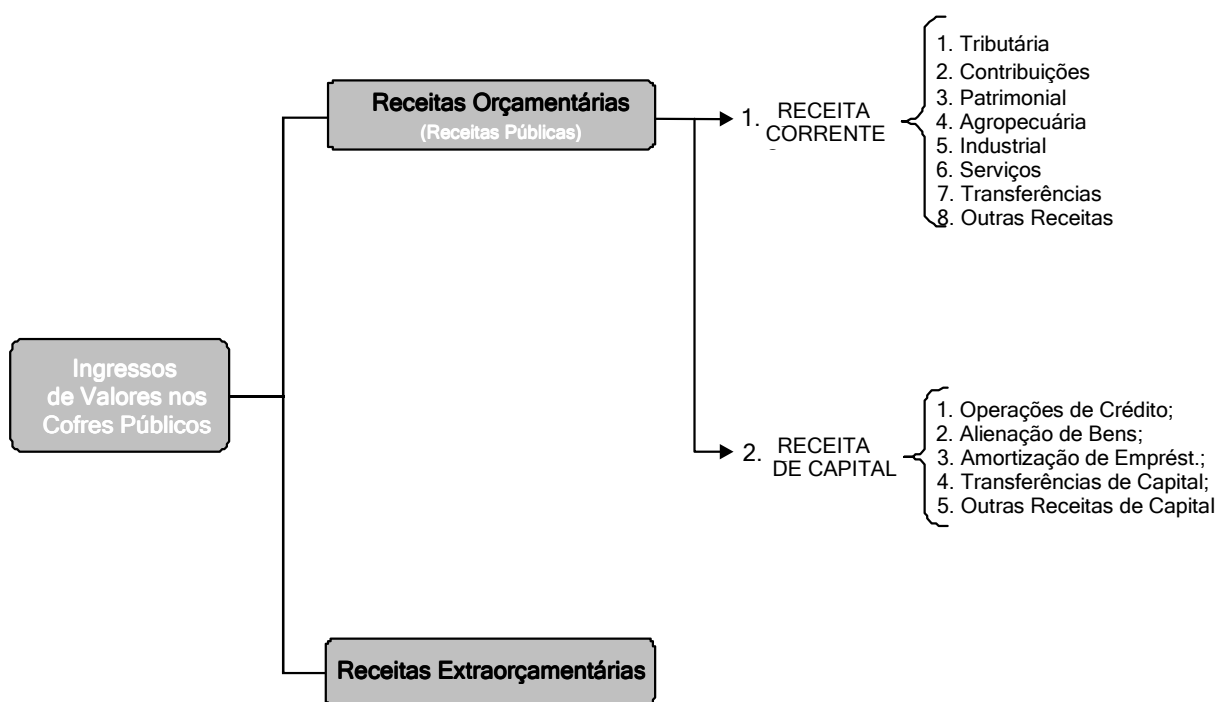 Ingressos
de Valores nos
Cofres Públicos
Receitas Orçamentárias
(Receitas Públicas)
1. RECEITA
CORRENTE
1. Tributária
2. Contribuições
3. Patrimonial
4. Agropecuária
5. Industrial
6. Serviços
7. Transferências
8. Outras Receitas
2. RECEITA
DE CAPITAL
1. Operações de Crédito;
2. Alienação de Bens;
3. Amortização de Emprést.;
4. Transferências de Capital;
5. Outras Receitas de Capital
Receitas Extraorçamentárias